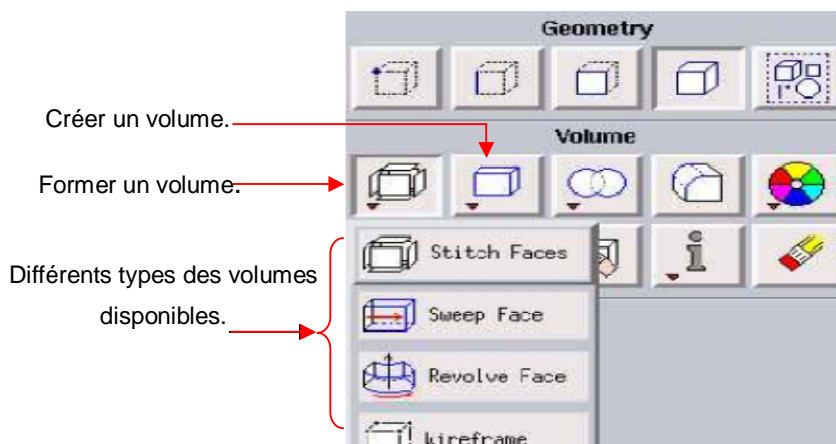 Geometry
Créer un volume.
Volume
Former un volume.
Stitch Faces
Différents types des volumes
disponibles.
Sweep Face
Revolve Face
Wireframe